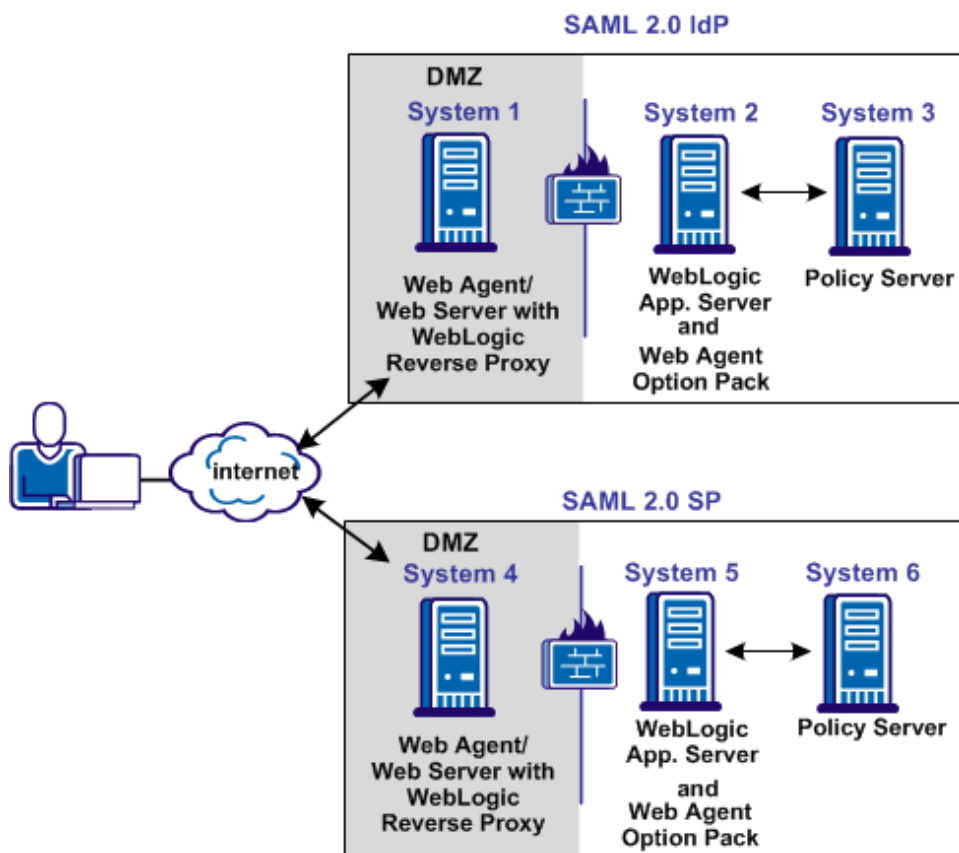 SAML 2.0 IdP
DMZ
System 1
System 2
System 3
Web Agent/
Web Server with
WebLogic
Reverse Proxy
WebLogic
App. Server
and
Web Agent
Option Pack
Policy Server
internet
SAML 2.0 SP
DMZ
System 4
System 5
System 6
Web Agent/
Web Server with
WebLogic
Reverse Proxy
WebLogic
App. Server
and
Web Agent
Option Pack
Policy Server